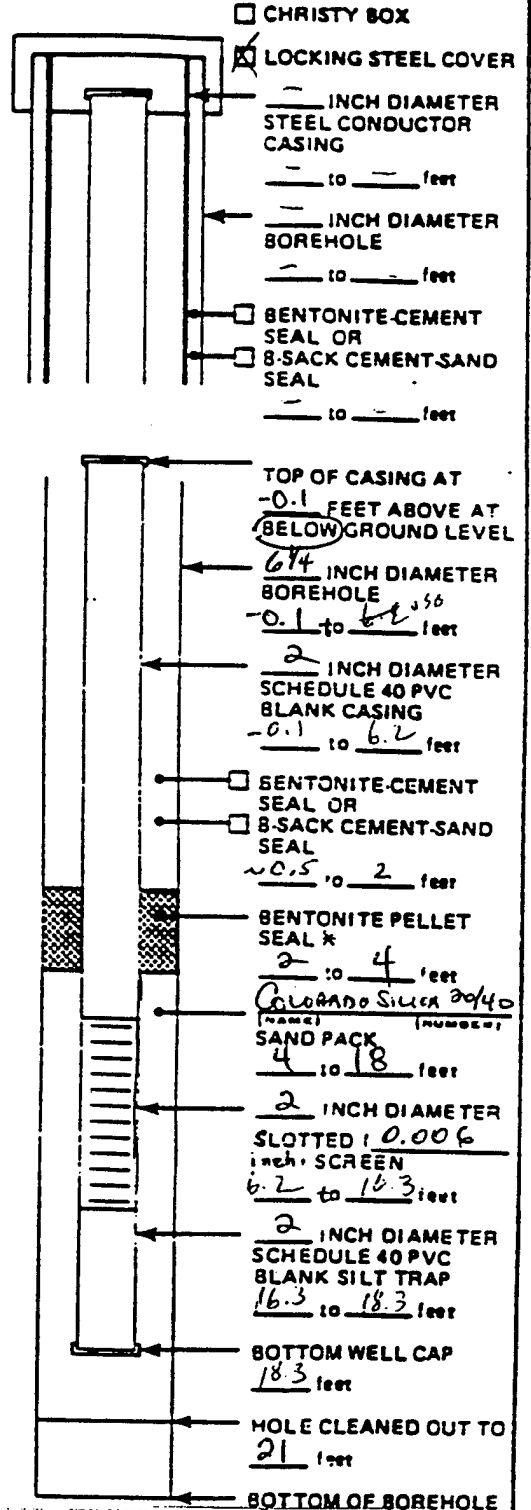 ☐ CHRISTY BOX
☒ LOCKING STEEL COVER
– INCH DIAMETER
STEEL CONDUCTOR
CASING
– to – feet
– INCH DIAMETER
BOREHOLE
– to – feet
☐ BENTONITE-CEMENT
SEAL OR
☐ 8-SACK CEMENT-SAND
SEAL
– to – feet
TOP OF CASING AT
-0.1 FEET ABOVE AT
BELOW GROUND LEVEL
6 1/4 INCH DIAMETER
BOREHOLE
-0.1 to feet
2 INCH DIAMETER
SCHEDULE 40 PVC
BLANK CASING
-0.1 to 6.2 feet
☐ BENTONITE-CEMENT
SEAL OR
☐ 8-SACK CEMENT-SAND
SEAL
~0.5 to 2 feet
BENTONITE PELLET
SEAL *
2 to 4 feet
COLORADO SILICA 20/40
(NAME) (NUMBER)
SAND PACK
4 to 18 feet
2 INCH DIAMETER
SLOTTED ( 0.006
inch) SCREEN
6.2 to 16.3 feet
2 INCH DIAMETER
SCHEDULE 40 PVC
BLANK SILT TRAP
16.3 to 18.3 feet
BOTTOM WELL CAP
18.3 feet
HOLE CLEANED OUT TO
21 feet
BOTTOM OF BOREHOLE